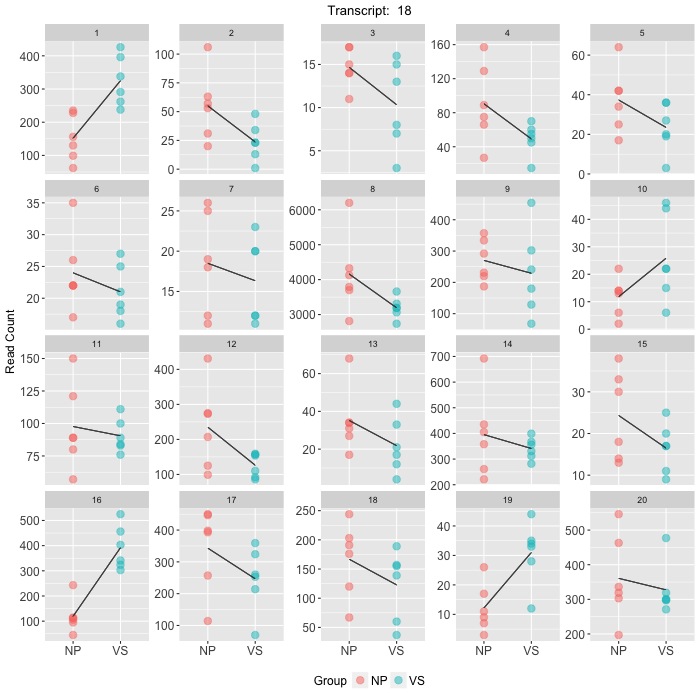 Transcript: 18
1 2 3 4 5
400 300 200 100
100 75 50 25 0
15 10 5
160 120 80 40
60 40 20 0
6 7 8 9 10
35 30 25 20
25 20 15
6000 5000 4000 3000
400 300 200 100
40 30 20 10 0
Read Count
11 12 13 14 15
150 125 100 75
400 300 200 100
60 40 20
700 600 500 400 300 200
30 20 10
16 17 18 19 20
500 400 300 200 100
400 300 200 100
250 200 150 100 50
40 30 20 10
500 400 300 200
NP VS NP VS NP VS NP VS NP VS
Group NP VS